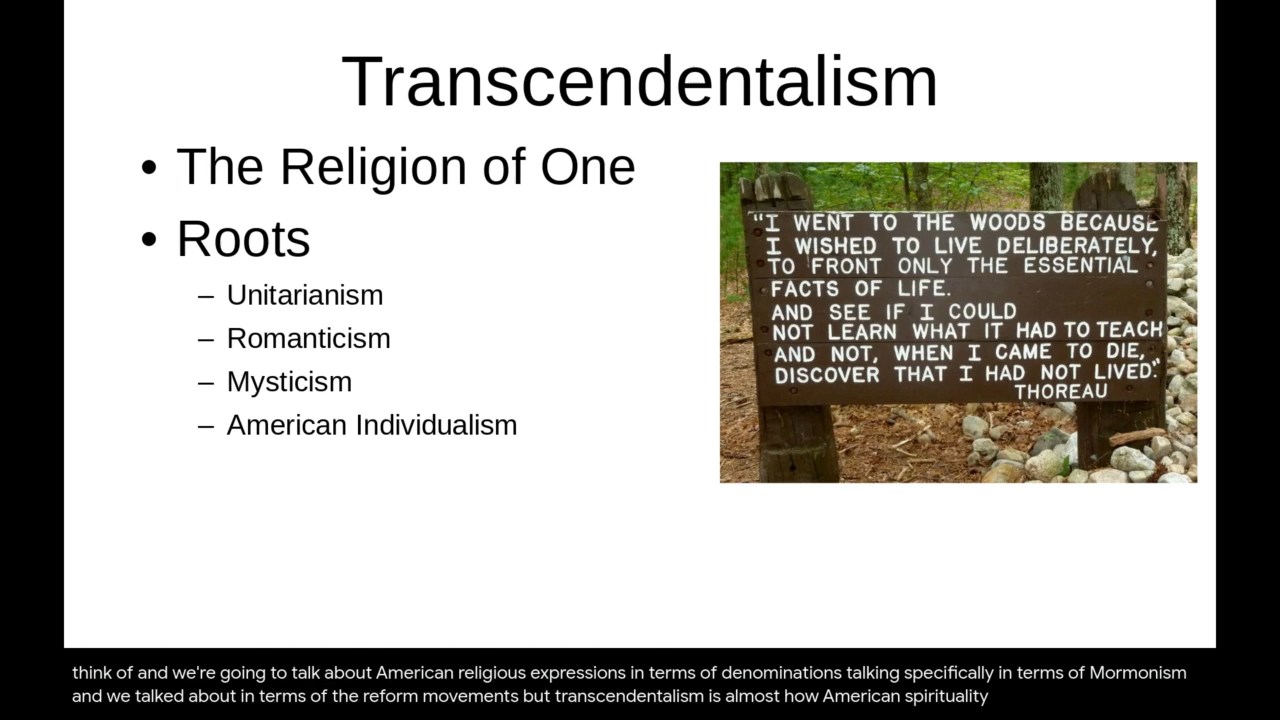 Transcendentalism
• The Religion of One
• Roots
– Unitarianism
– Romanticism
– Mysticism
– American Individualism
“I WENT TO THE WOODS BECAUSE
I WISHED TO LIVE DELIBERATELY,
TO FRONT ONLY THE ESSENTIAL
FACTS OF LIFE.
AND SEE IF I COULD
NOT LEARN WHAT IT HAD TO TEACH
AND NOT, WHEN I CAME TO DIE,
DISCOVER THAT I HAD NOT LIVED.”
THOREAU
think of and we're going to talk about American religious expressions in terms of denominations talking specifically in terms of Mormonism
and we talked about in terms of the reform movements but transcendentalism is almost how American spirituality